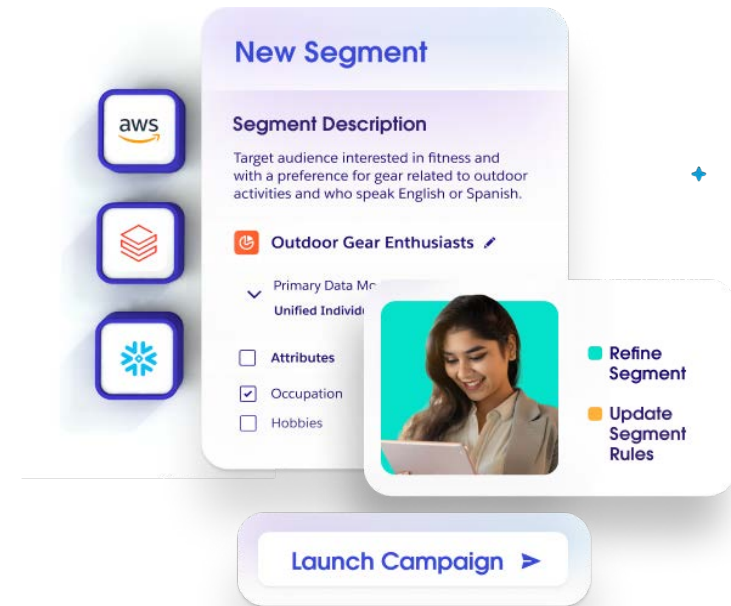 New Segment
aws
Segment Description
Target audience interested in fitness and
with a preference for gear related to outdoor
activities and who speak English or Spanish.
Outdoor Gear Enthusiasts
Primary Data
Unified
Attributes
Occupation
Hobbies
Refine
Segment
Update
Segment
Rules
Launch Campaign